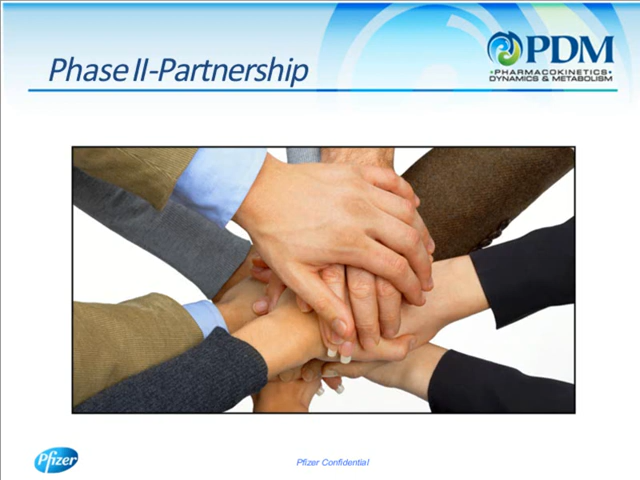 Phase II-Partnership
PDM
•PHARMACOKINETICS•
DYNAMICS & METABOLISM
Pfizer
Pfizer Confidential